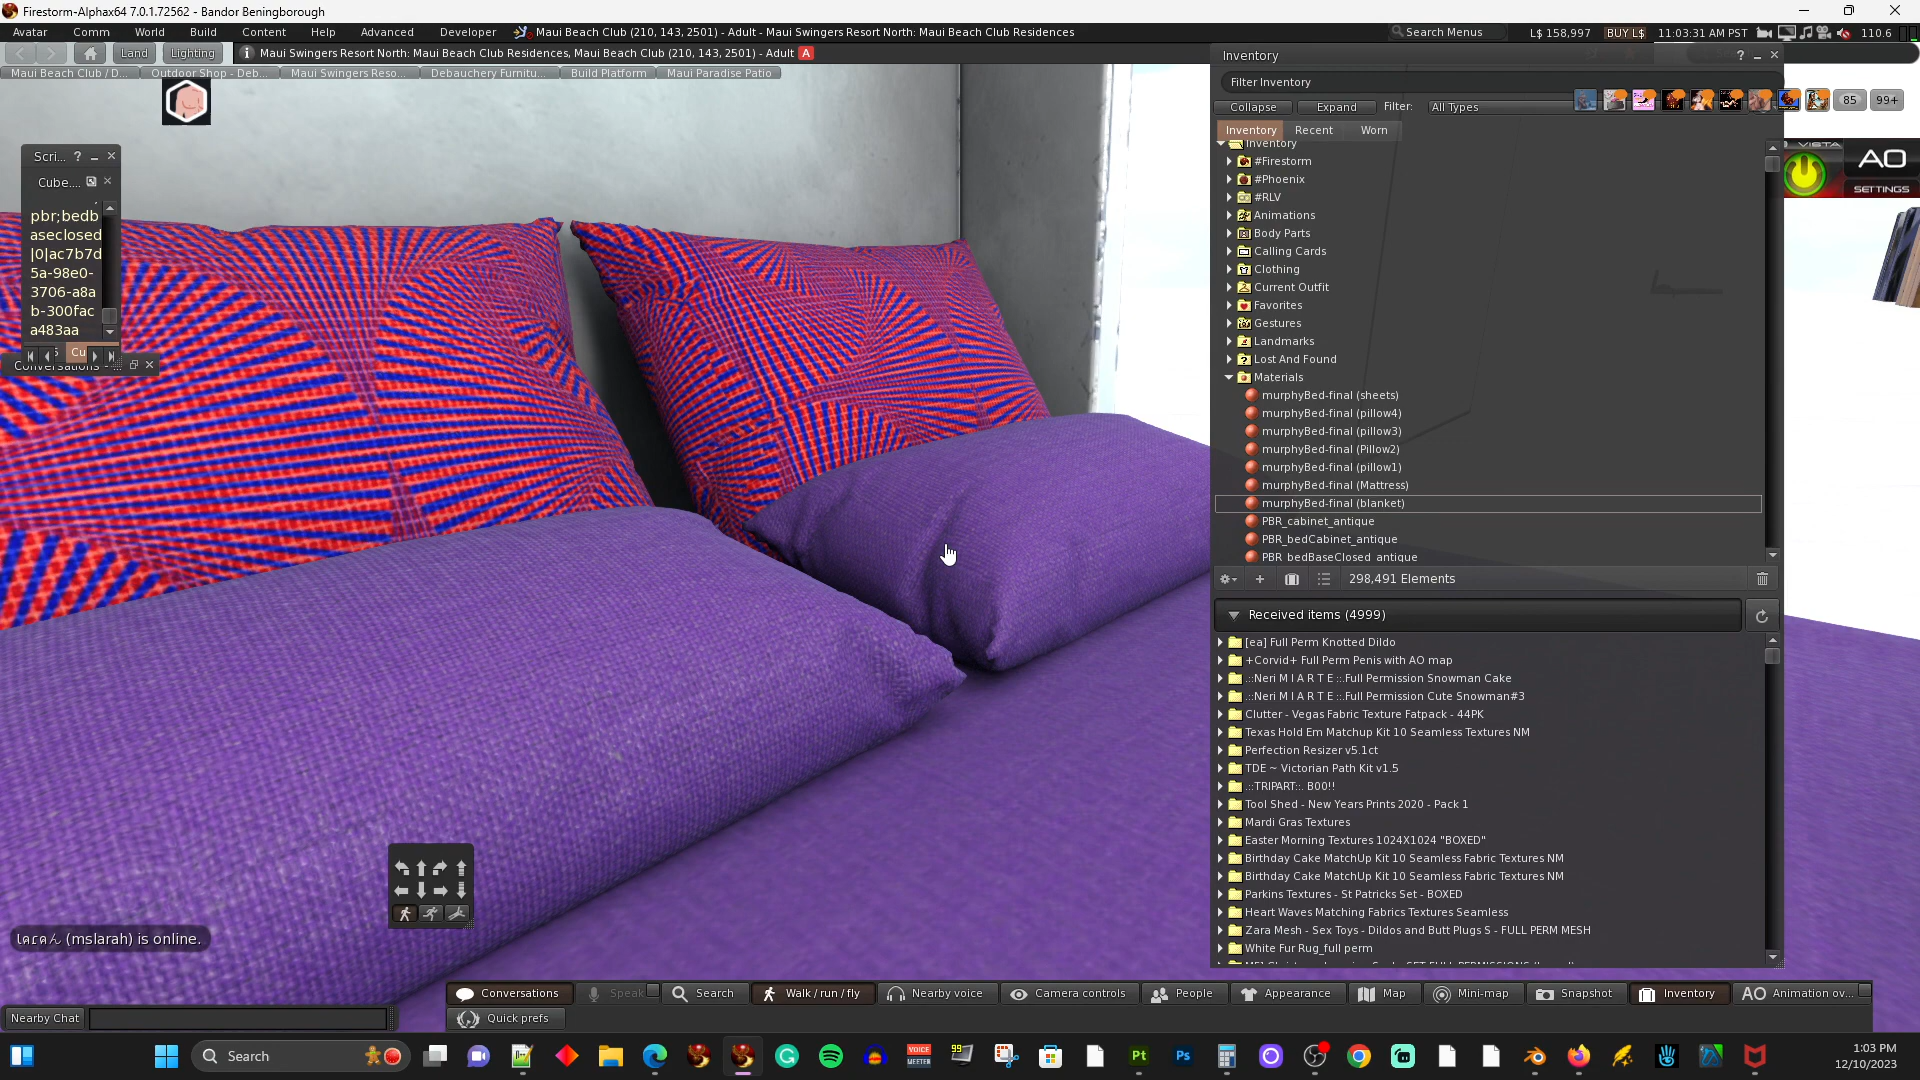 Firestorm-Alphax64 7.0.1.72562 - Bandor Beningborough
Avatar Comm World Build Content Help Advanced Developer Maui Beach Club (210, 143, 2501) - Adult - Maui Swingers Resort North: Maui Beach Club Residences Search Menus L$ 158,997 BUY L$ 11:03:31 AM PST 110.6
Land Lighting Maui Swingers Resort North: Maui Beach Club Residences, Maui Beach Club (210, 143, 2501) - Adult A
Maui Beach Club / D... Outdoor Shop - Deb... Maui Swingers Reso... Debauchery Furnitu... Build Platform Maui Paradise Patio
Inventory
Filter Inventory
Collapse Expand Filter: All Types 85 99+
Inventory Recent Worn
Inventory
#Firestorm
#Phoenix
#RLV
Animations
Body Parts
Calling Cards
Clothing
Current Outfit
Favorites
Gestures
Landmarks
Lost And Found
Materials
murphyBed-final (sheets)
murphyBed-final (pillow4)
murphyBed-final (pillow3)
murphyBed-final (Pillow2)
murphyBed-final (pillow1)
murphyBed-final (Mattress)
murphyBed-final (blanket)
PBR_cabinet_antique
PBR_bedCabinet_antique
PBR_bedBaseClosed_antique
298,491 Elements
Received items (4999)
[ea] Full Perm Knotted Dildo
+Corvid+ Full Perm Penis with AO map
.::Neri M I A R T E ::.Full Permission Snowman Cake
.::Neri M I A R T E ::.Full Permission Cute Snowman#3
Clutter - Vegas Fabric Texture Fatpack - 44PK
Texas Hold Em Matchup Kit 10 Seamless Textures NM
Perfection Resizer v5.1ct
TDE ~ Victorian Path Kit v1.5
.::TRIPART::. B00!!
Tool Shed - New Years Prints 2020 - Pack 1
Mardi Gras Textures
Easter Morning Textures 1024X1024 "BOXED"
Birthday Cake MatchUp Kit 10 Seamless Fabric Textures NM
Birthday Cake MatchUp Kit 10 Seamless Fabric Textures NM
Parkins Textures - St Patricks Set - BOXED
Heart Waves Matching Fabrics Textures Seamless
Zara Mesh - Sex Toys - Dildos and Butt Plugs S - FULL PERM MESH
White Fur Rug_full perm
VISTA
AO
SETTINGS
Scri... ?
Cube....
pbr;bedb
aseclosed
|0|ac7b7d
5a-98e0-
3706-a8a
b-300fac
a483aa
Cu
Conversations - ...
(mslarah) is online.
Conversations Speak Search Walk / run / fly Nearby voice Camera controls People Appearance Map Mini-map Snapshot Inventory AO Animation ov...
Nearby Chat Quick prefs
Search VOICE MEETER 99+ Pt Ps
1:03 PM
12/10/2023